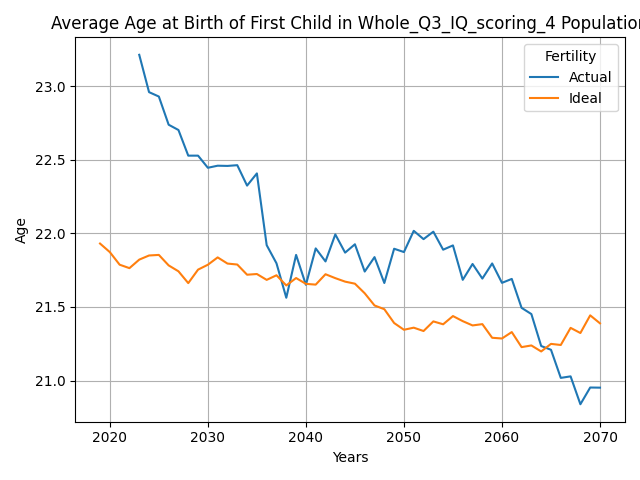 Average Age at Birth of First Child in Whole_Q3_IQ_scoring_4 Population
Fertility
Actual
Ideal
23.0
22.5
22.0
21.5
21.0
Age
2020 2030 2040 2050 2060 2070
Years